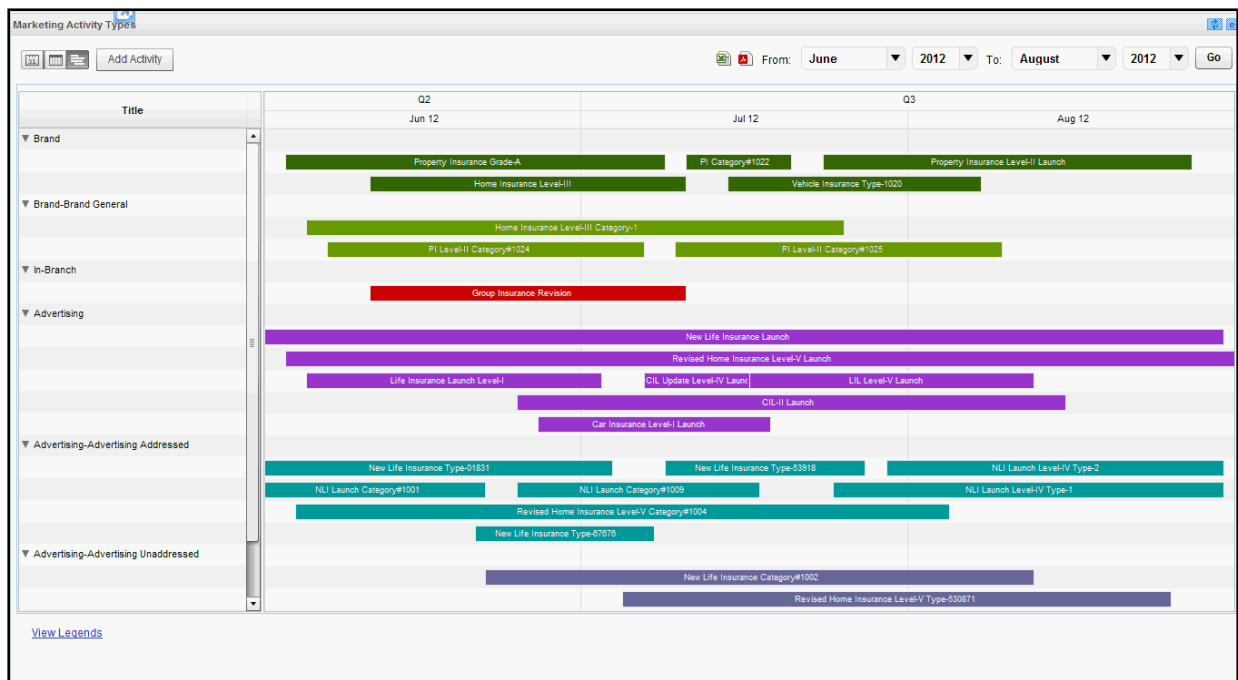 Marketing Activity Types
Add Activity
From: June 2012 To: August 2012 Go
Title
Q2 Q3
Jun 12 Jul 12 Aug 12
Brand
Property Insurance Grade-A PI Category#1022 Property Insurance Level-II Launch
Home Insurance Level-III Vehicle Insurance Type-1020
Brand-Brand General
Home Insurance Level-III Category-1
PI Level-II Category#1024 PI Level-II Category#1025
In-Branch
Group Insurance Revision
Advertising
New Life Insurance Launch
Revised Home Insurance Level-V Launch
Life Insurance Launch Level-I CIL Update Level-IV Launc LIL Level-V Launch
CIL-II Launch
Car Insurance Level-I Launch
Advertising-Advertising Addressed
New Life Insurance Type-01831 New Life Insurance Type-53918 NLI Launch Level-IV Type-2
NLI Launch Category#1001 NLI Launch Category#1009 NLI Launch Level-IV Type-1
Revised Home Insurance Level-V Category#1004
New Life Insurance Type-67676
Advertising-Advertising Unaddressed
New Life Insurance Category#1002
Revised Home Insurance Level-V Type-530871
View Legends